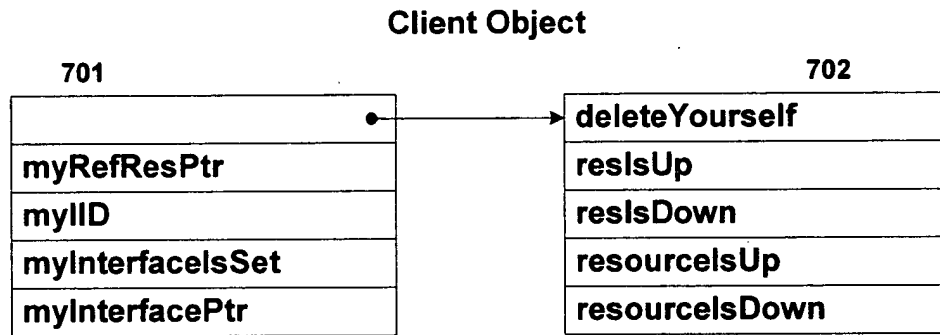 Client Object
701
702
myRefResPtr
myIID
myInterfaceIsSet
myInterfacePtr
deleteYourself
resIsUp
resIsDown
resourceIsUp
resourceIsDown